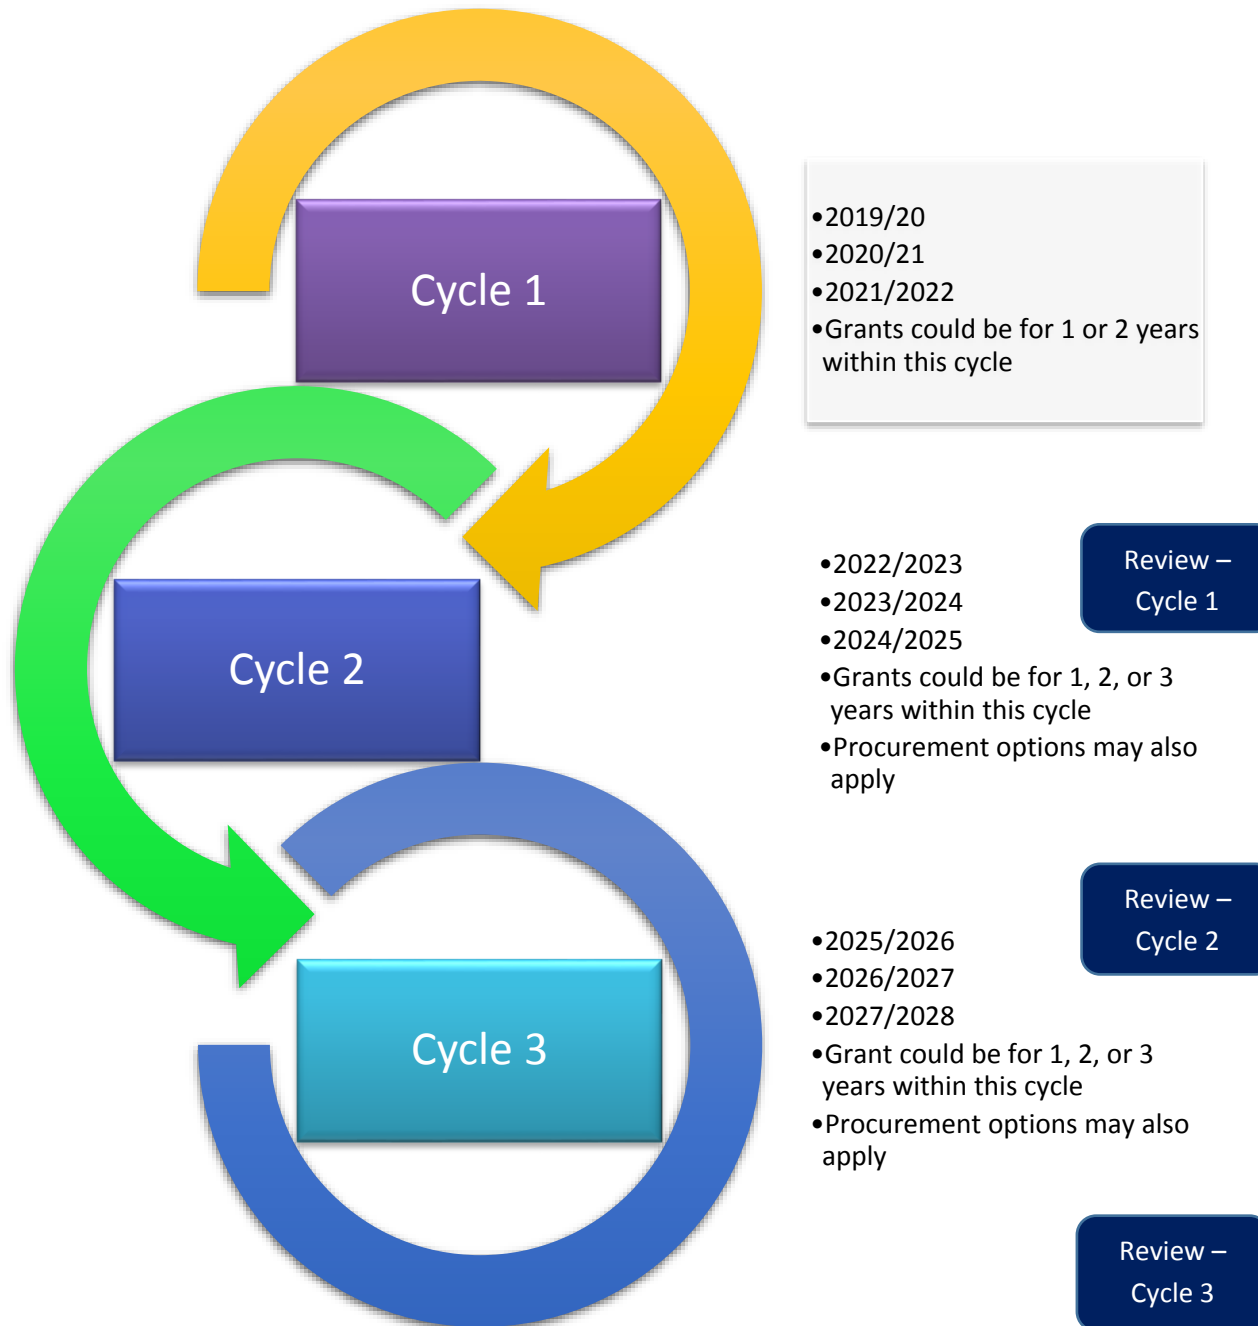 Cycle 1
•2019/20
•2020/21
•2021/2022
•Grants could be for 1 or 2 years
within this cycle
Cycle 2
•2022/2023
•2023/2024
•2024/2025
•Grants could be for 1, 2, or 3
years within this cycle
•Procurement options may also
apply
Review –
Cycle 1
Cycle 3
•2025/2026
•2026/2027
•2027/2028
•Grant could be for 1, 2, or 3
years within this cycle
•Procurement options may also
apply
Review –
Cycle 2
Review –
Cycle 3